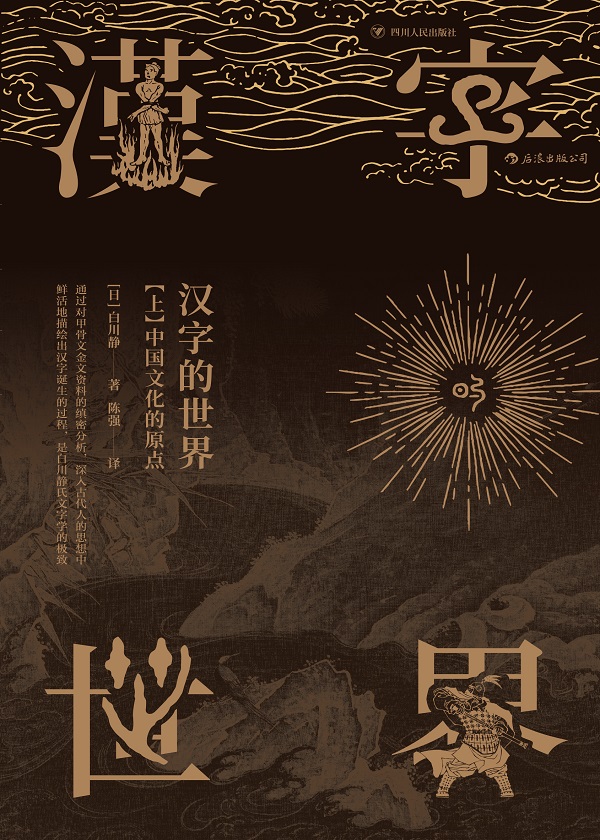 四川人民出版社
漢字
后浪出版公司
汉字的世界
【上】中国文化的原点
[日]白川静——著 陈强——译
通过对甲骨文金文资料的缜密分析,深入古代人的思想中
鲜活地描绘出汉字诞生的过程,是白川静氏文字学的极致
世界